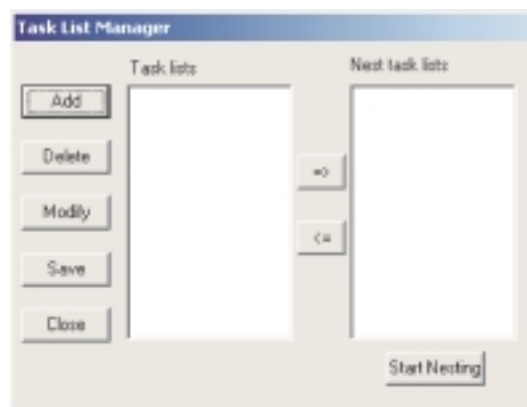 Task List Manager
Task lists
Nest task lists
Add
Delete
Modify
Save
Close
=>
<=
Start Nesting